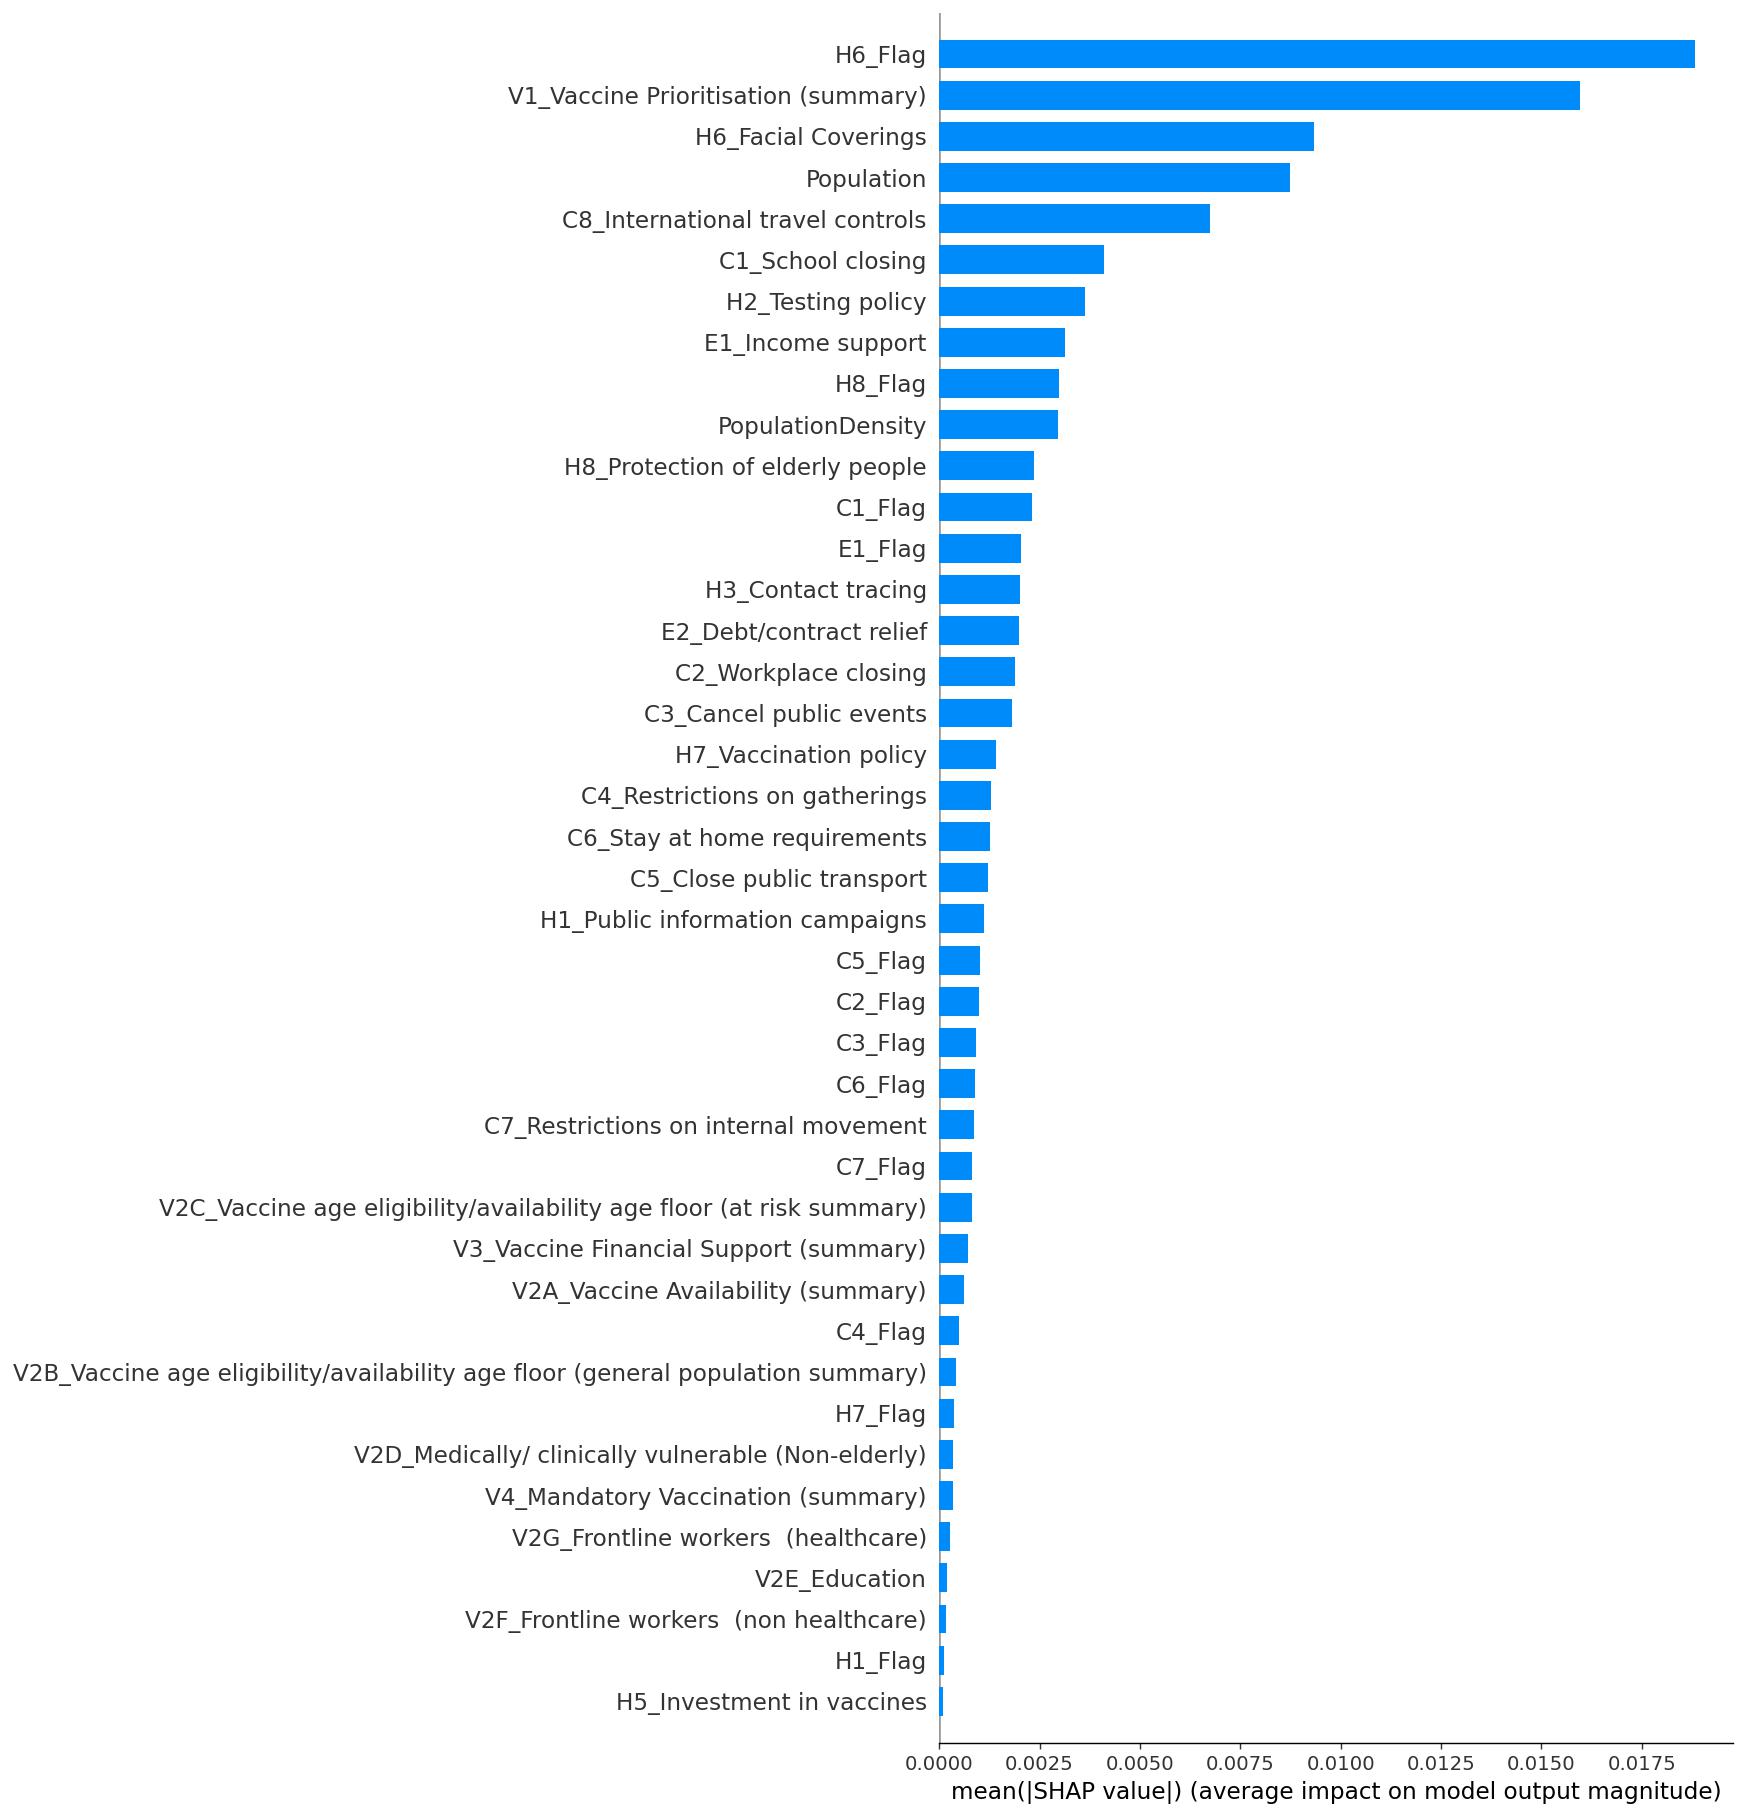 H6_Flag
V1_Vaccine Prioritisation (summary)
H6_Facial Coverings
Population
C8_International travel controls
C1_School closing
H2_Testing policy
E1_Income support
H8_Flag
PopulationDensity
H8_Protection of elderly people
C1_Flag
E1_Flag
H3_Contact tracing
E2_Debt/contract relief
C2_Workplace closing
C3_Cancel public events
H7_Vaccination policy
C4_Restrictions on gatherings
C6_Stay at home requirements
C5_Close public transport
H1_Public information campaigns
C5_Flag
C2_Flag
C3_Flag
C6_Flag
C7_Restrictions on internal movement
C7_Flag
V2C_Vaccine age eligibility/availability age floor (at risk summary)
V3_Vaccine Financial Support (summary)
V2A_Vaccine Availability (summary)
C4_Flag
V2B_Vaccine age eligibility/availability age floor (general population summary)
H7_Flag
V2D_Medically/ clinically vulnerable (Non-elderly)
V4_Mandatory Vaccination (summary)
V2G_Frontline workers  (healthcare)
V2E_Education
V2F_Frontline workers  (non healthcare)
H1_Flag
H5_Investment in vaccines
0.0000 0.0025 0.0050 0.0075 0.0100 0.0125 0.0150 0.0175
mean(|SHAP value|) (average impact on model output magnitude)